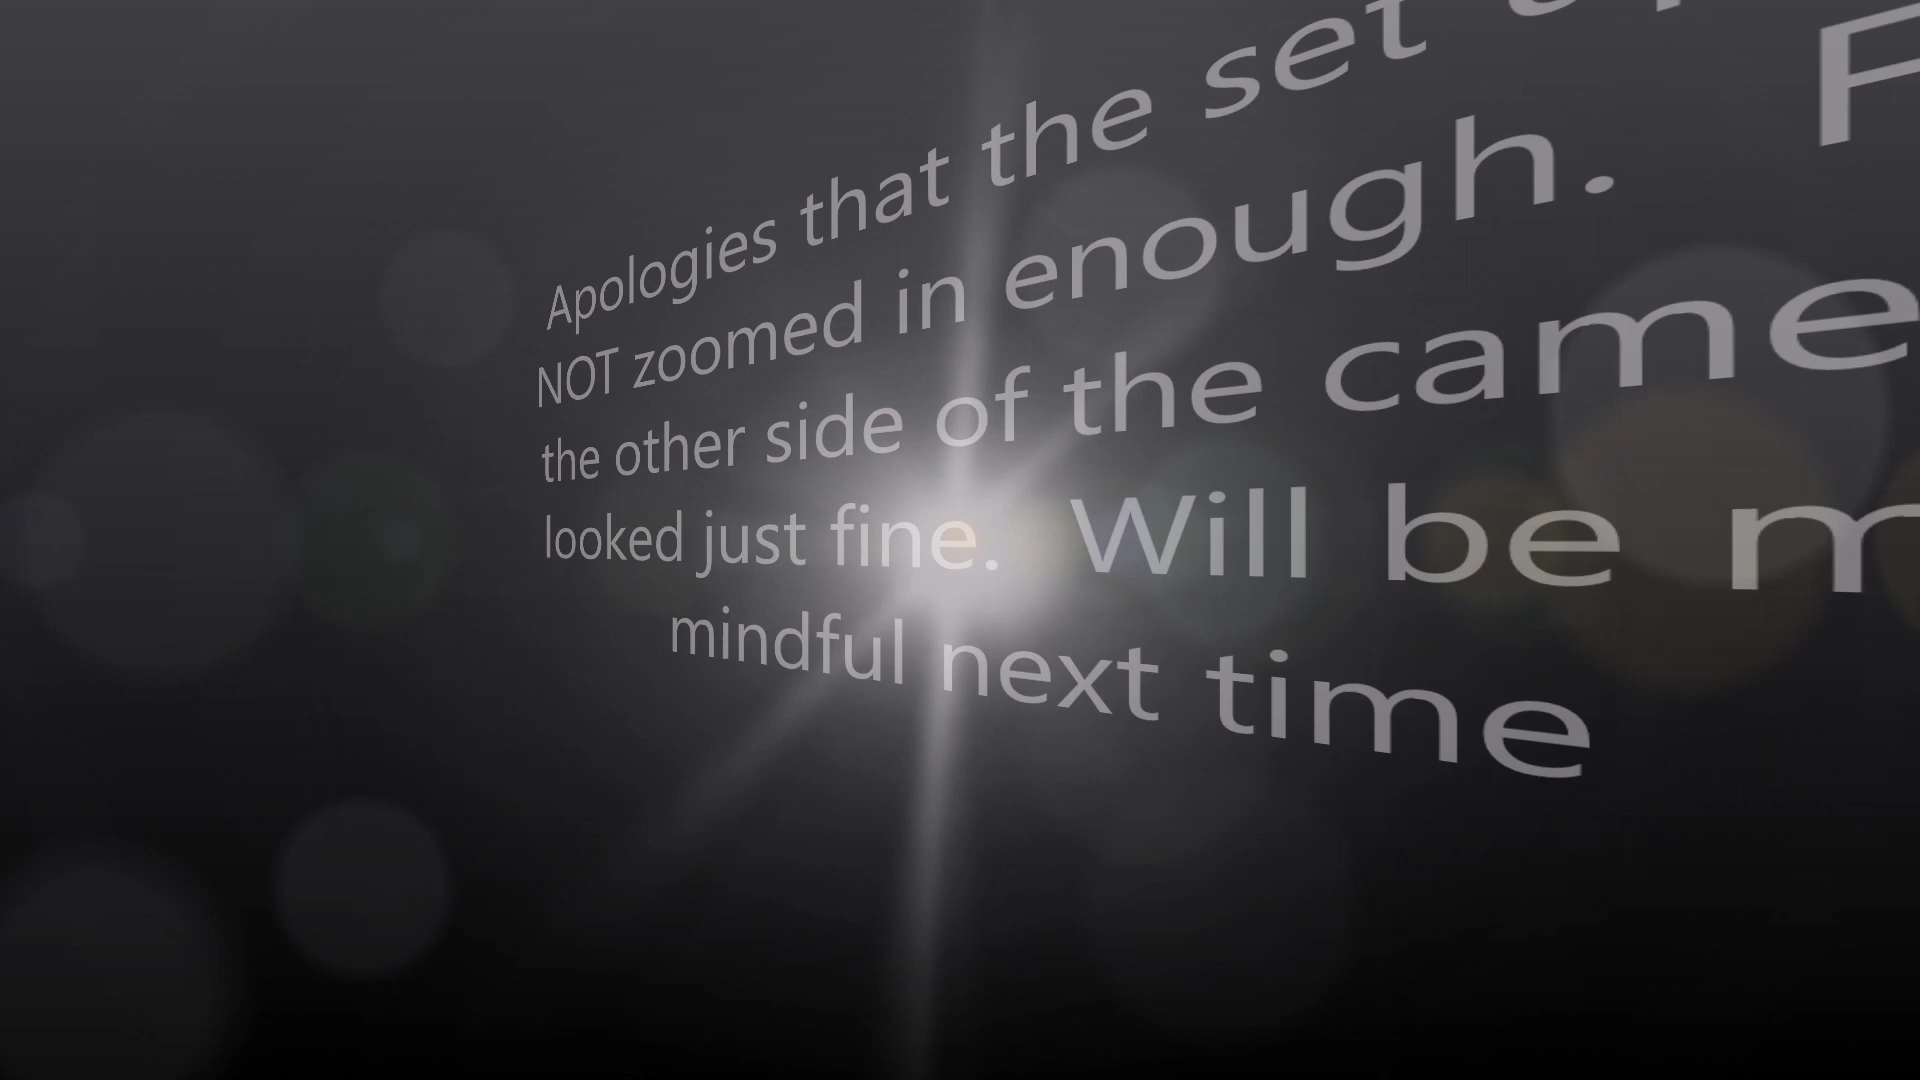 Apologies that the set
NOT zoomed in enough.
the other side of the came
looked just fine. Will be m
mindful next time